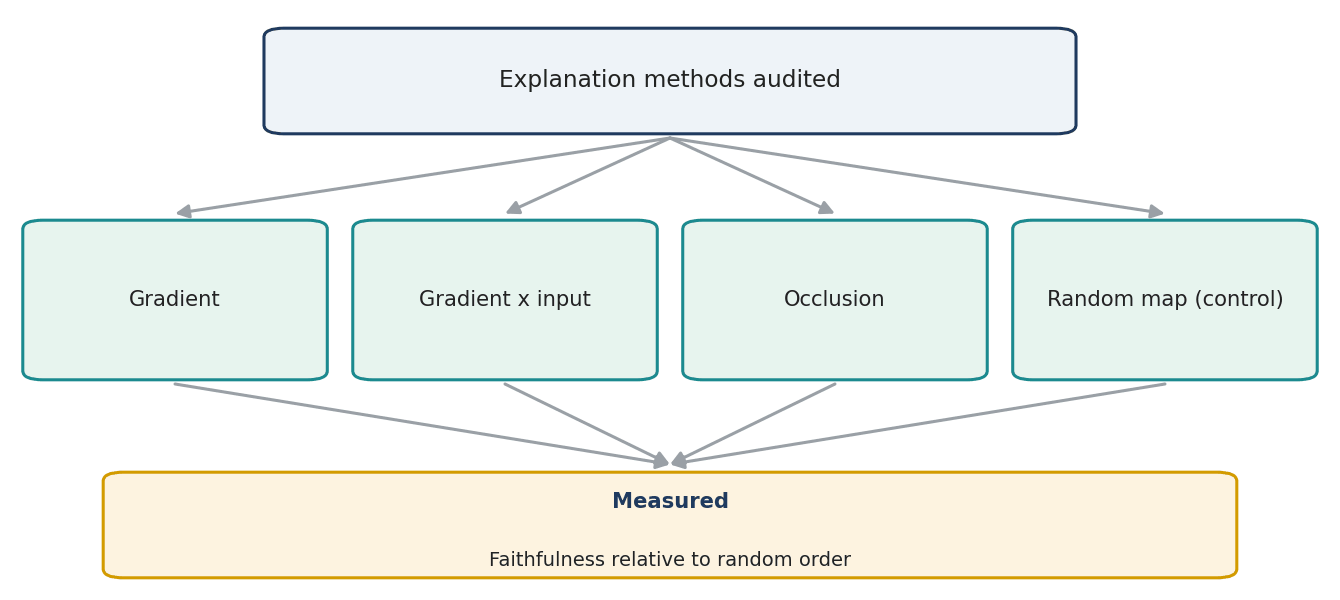 Explanation methods audited
Gradient
Gradient x input
Occlusion
Random map (control)
Measured
Faithfulness relative to random order